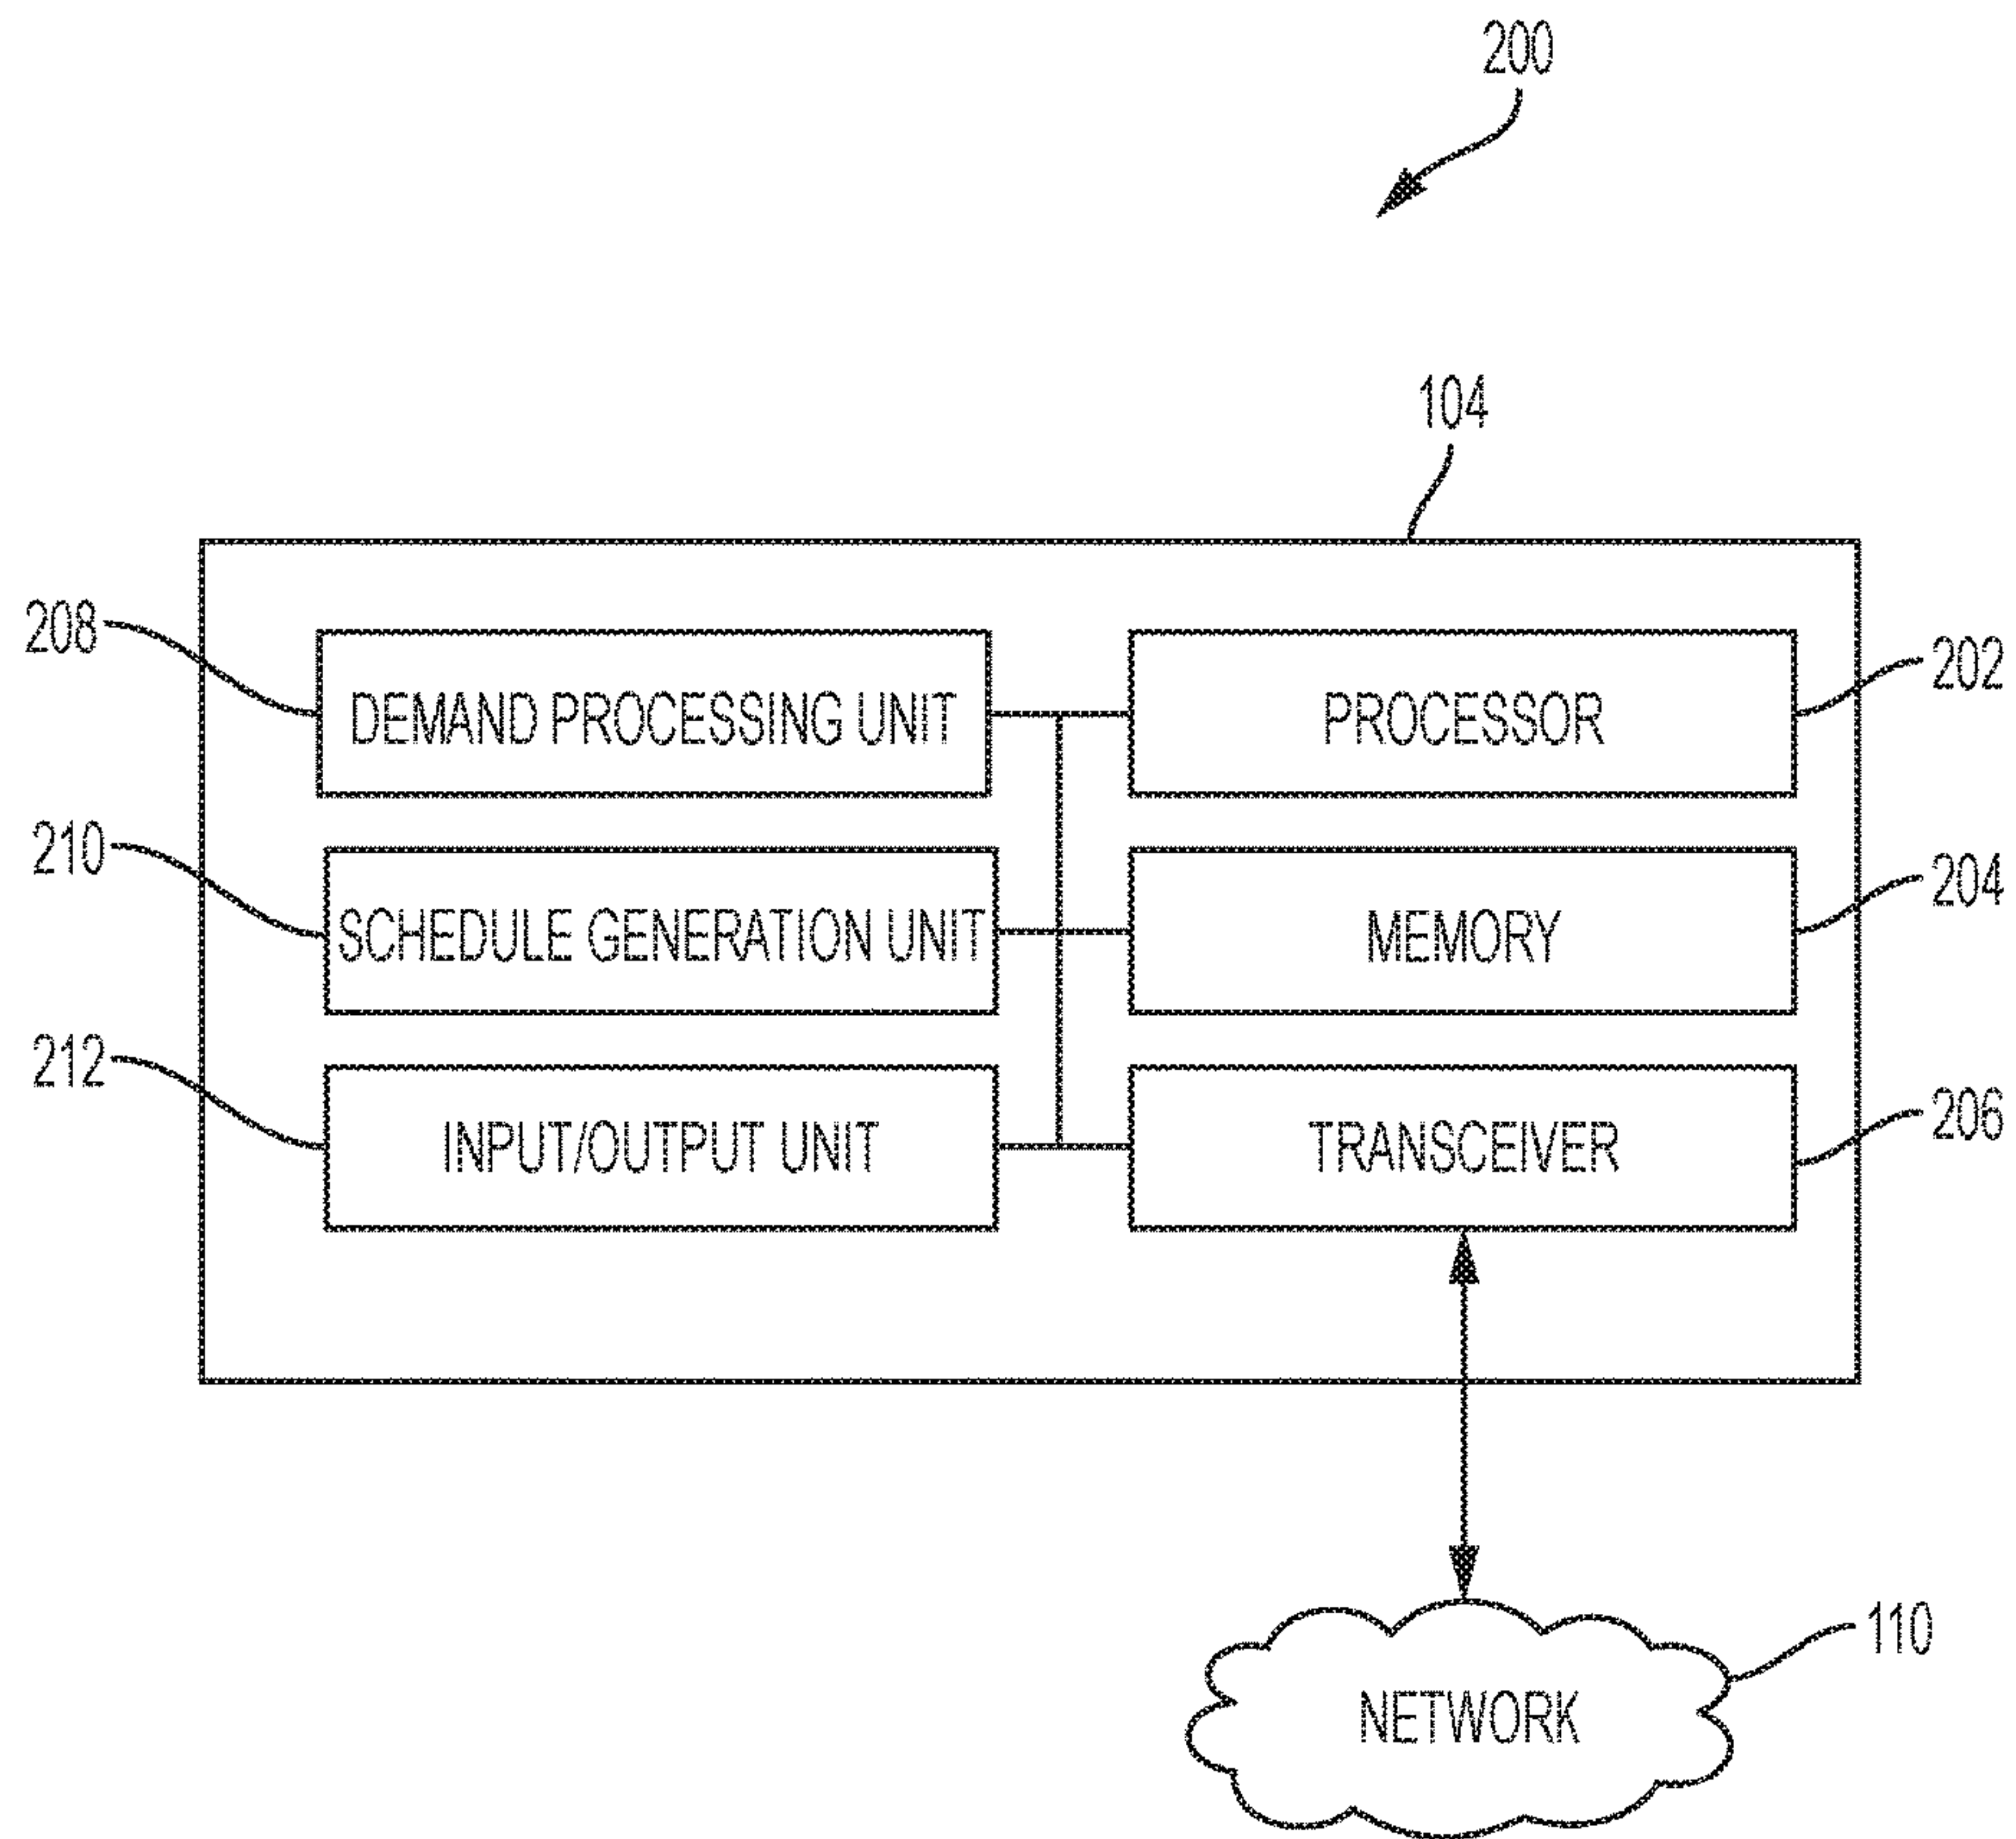 200
104
208
DEMAND PROCESSING UNIT
PROCESSOR
202
210
SCHEDULE GENERATION UNIT
MEMORY
204
212
INPUT/OUTPUT UNIT
TRANSCEIVER
206
110
NETWORK